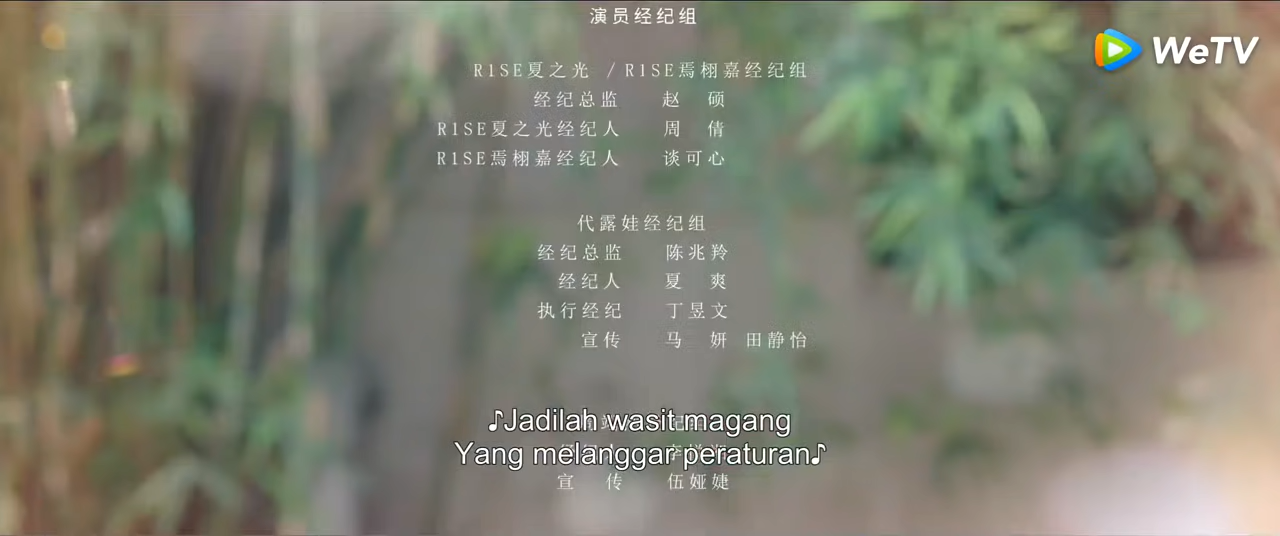 演员经纪组
WeTV
R1SE夏之光 / R1SE焉栩嘉经纪组
经纪总监 赵 硕
R1SE夏之光经纪人 周 倩
R1SE焉栩嘉经纪人 谈可心
代露娃经纪组
经纪总监 陈兆羚
经纪人 夏 爽
执行经纪 丁昱文
宣传 马 妍 田静怡
♪Jadilah wasit magang
Yang melanggar peraturan♪
宣 传 伍娅婕